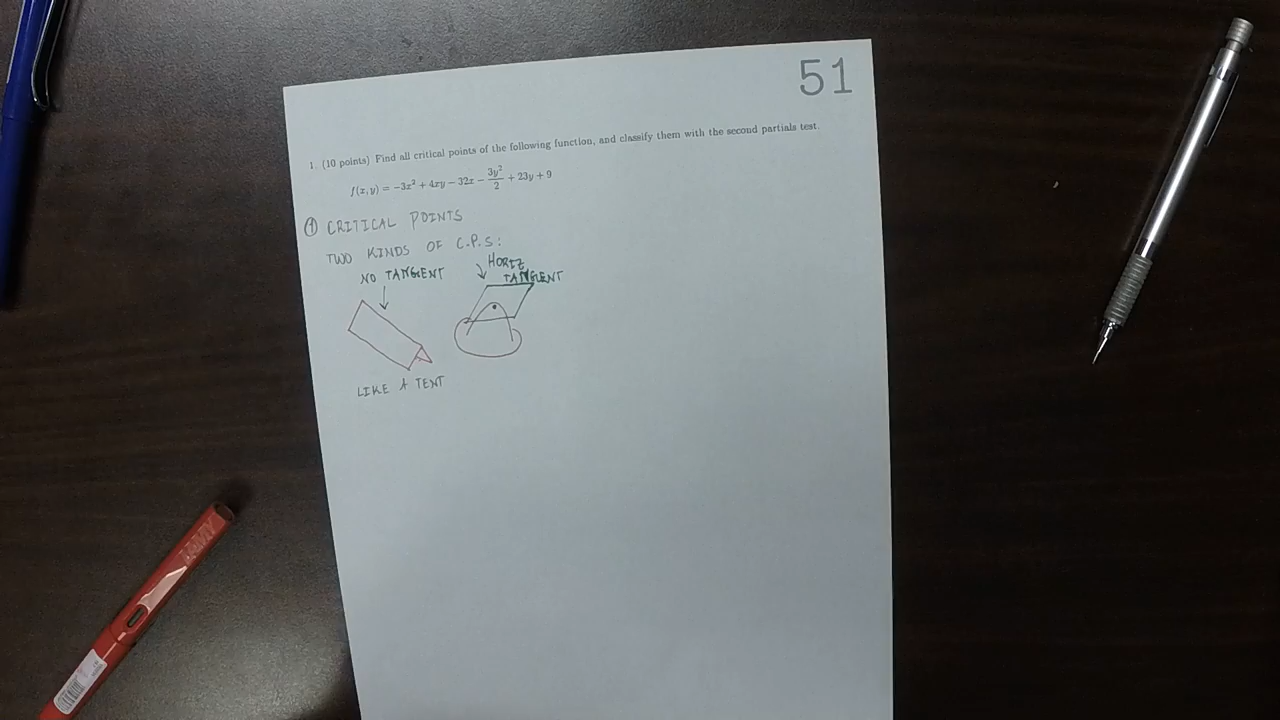 51
1. (10 points) Find all critical points of the following function, and classify them with the second partials test.
f(x, y) = −3x² + 4xy − 32x − 3y²/2 + 23y + 9
① CRITICAL POINTS
TWO KINDS OF C.P.S:
NO TANGENT
HORIZ
TANGENT
LIKE A TENT
LAMY